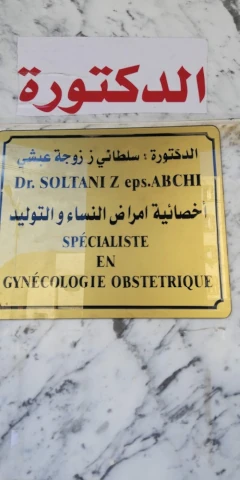 الدكتورة
الدكتورة : سلطاني ز زوجة عبشي
Dr. SOLTANI Z eps.ABCHI
أخصائية امراض النساء و التوليد
SPÉCIALISTE
EN
GYNÉCOLOGIE OBSTETRIQUE